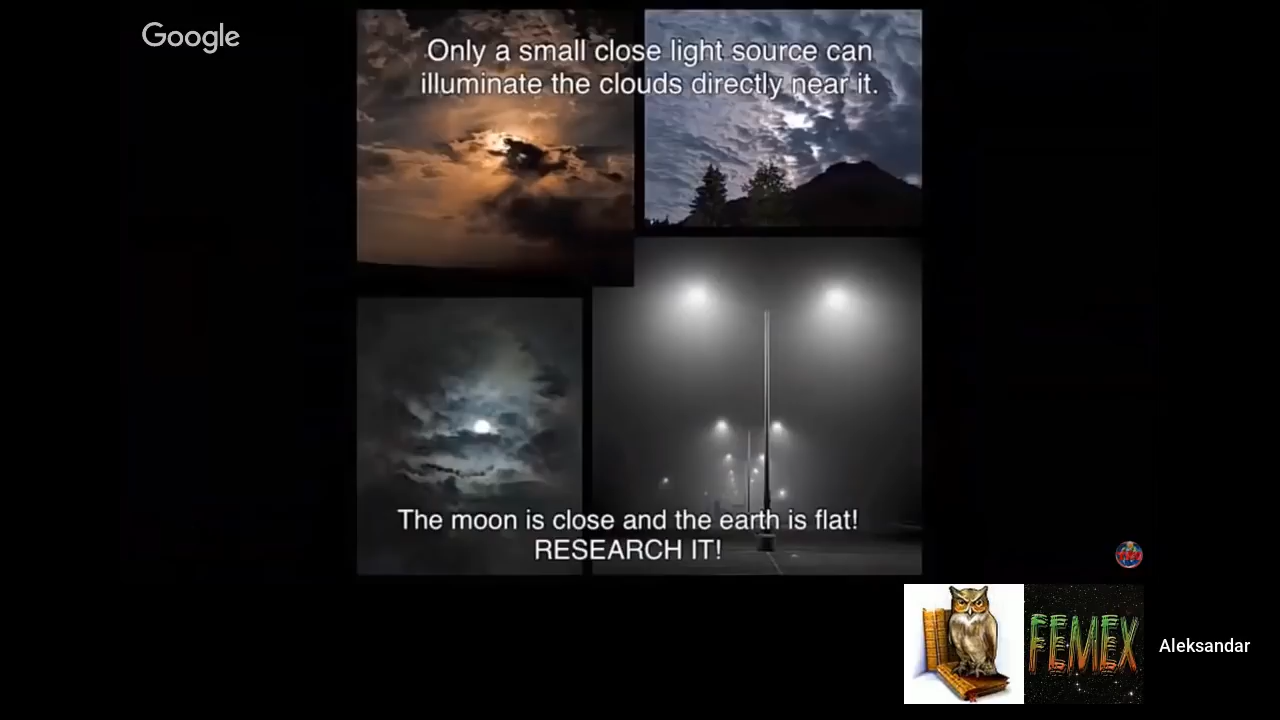 Google
Only a small close light source can
illuminate the clouds directly near it.
The moon is close and the earth is flat!
RESEARCH IT!
FEMEX
Aleksandar